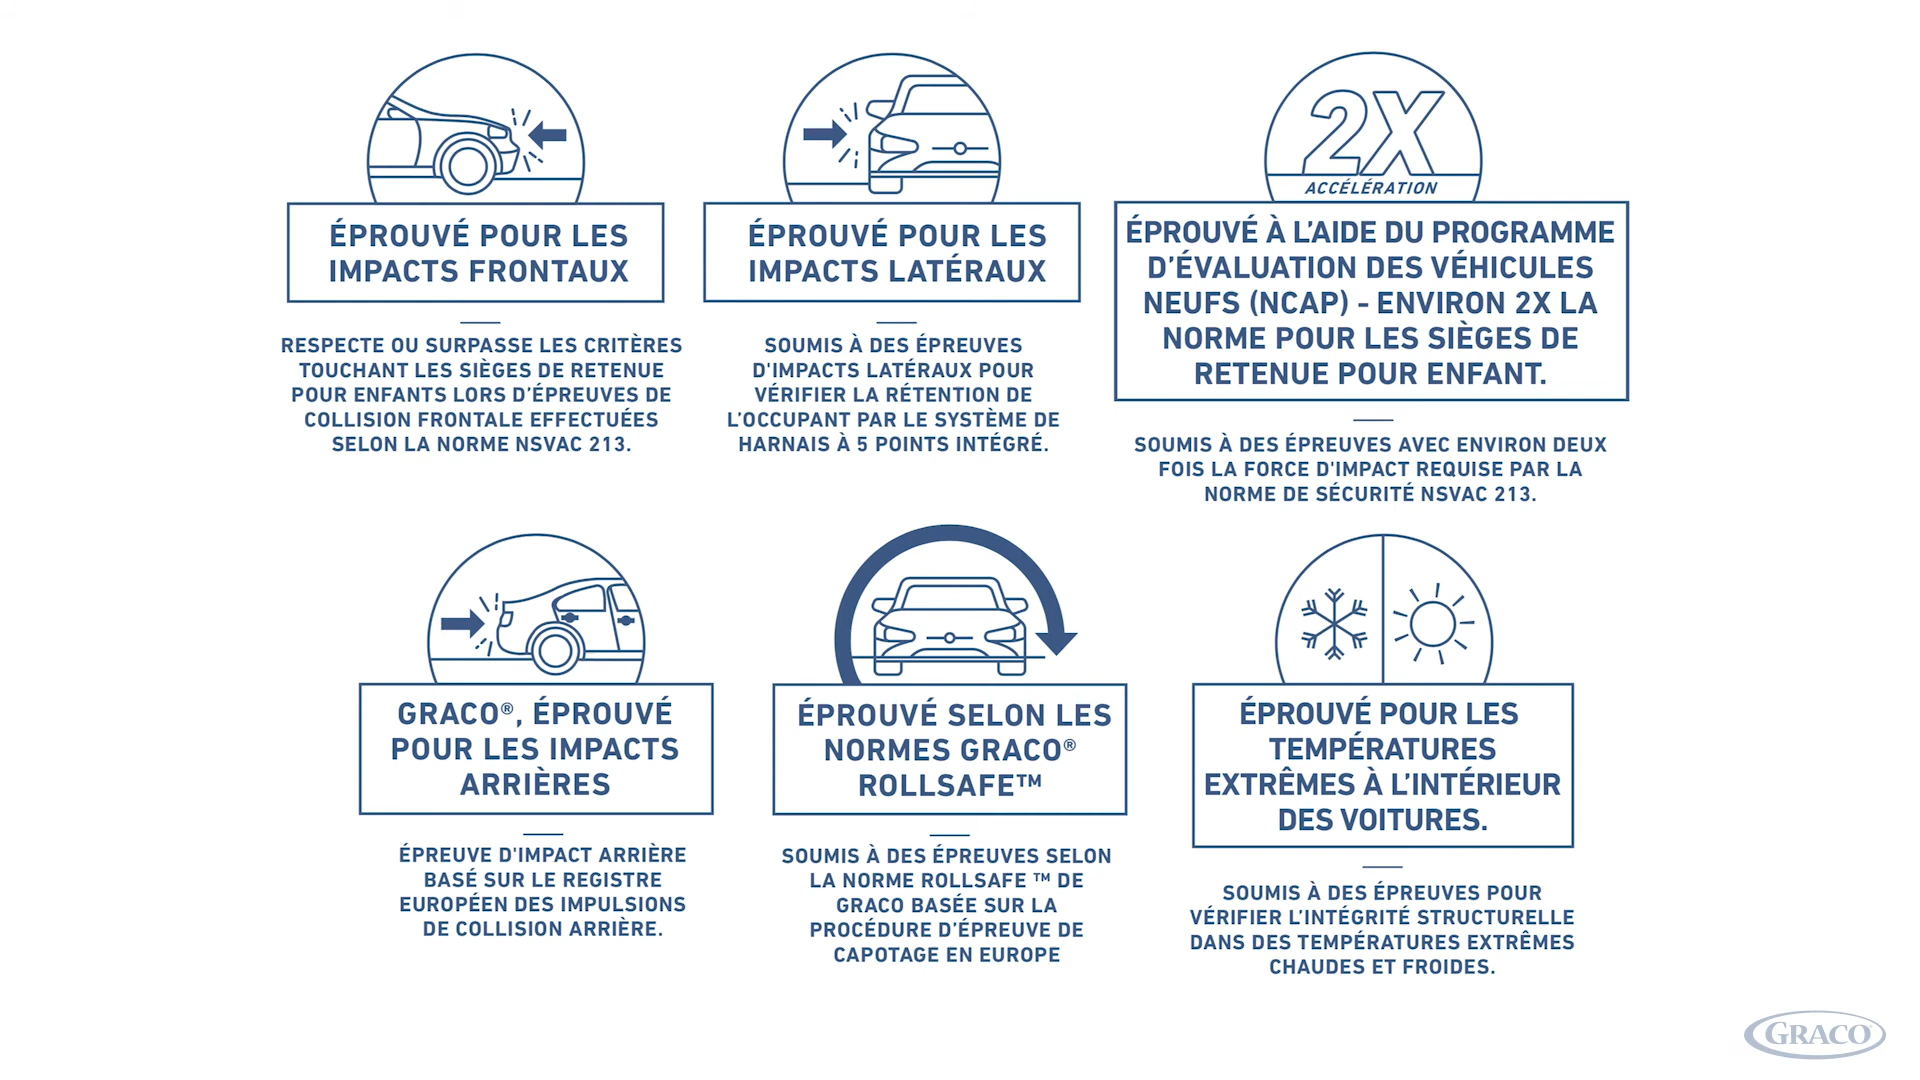 ÉPROUVÉ POUR LES
IMPACTS FRONTAUX
RESPECTE OU SURPASSE LES CRITÈRES
TOUCHANT LES SIÈGES DE RETENUE
POUR ENFANTS LORS D'ÉPREUVES DE
COLLISION FRONTALE EFFECTUÉES
SELON LA NORME NSVAC 213.
ÉPROUVÉ POUR LES
IMPACTS LATÉRAUX
SOUMIS À DES ÉPREUVES
D'IMPACTS LATÉRAUX POUR
VÉRIFIER LA RÉTENTION DE
L'OCCUPANT PAR LE SYSTÈME DE
HARNAIS À 5 POINTS INTÉGRÉ.
2X
ACCÉLÉRATION
ÉPROUVÉ À L'AIDE DU PROGRAMME
D'ÉVALUATION DES VÉHICULES
NEUFS (NCAP) - ENVIRON 2X LA
NORME POUR LES SIÈGES DE
RETENUE POUR ENFANT.
SOUMIS À DES ÉPREUVES AVEC ENVIRON DEUX
FOIS LA FORCE D'IMPACT REQUISE PAR LA
NORME DE SÉCURITÉ NSVAC 213.
GRACO®, ÉPROUVÉ
POUR LES IMPACTS
ARRIÈRES
ÉPREUVE D'IMPACT ARRIÈRE
BASÉ SUR LE REGISTRE
EUROPÉEN DES IMPULSIONS
DE COLLISION ARRIÈRE.
ÉPROUVÉ SELON LES
NORMES GRACO®
ROLLSAFE™
SOUMIS À DES ÉPREUVES SELON
LA NORME ROLLSAFE ™ DE
GRACO BASÉE SUR LA
PROCÉDURE D'ÉPREUVE DE
CAPOTAGE EN EUROPE
ÉPROUVÉ POUR LES
TEMPÉRATURES
EXTRÊMES À L'INTÉRIEUR
DES VOITURES.
SOUMIS À DES ÉPREUVES POUR
VÉRIFIER L'INTÉGRITÉ STRUCTURELLE
DANS DES TEMPÉRATURES EXTRÊMES
CHAUDES ET FROIDES.
GRACO